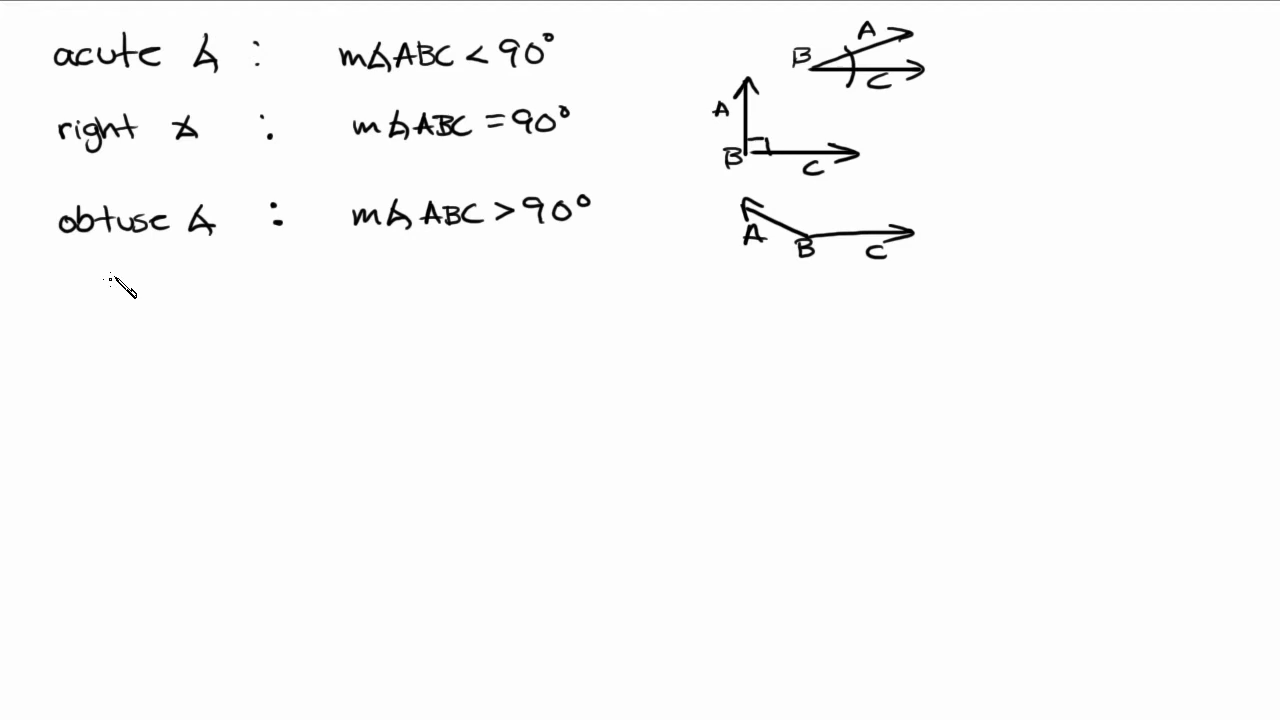 acute ∡ : m∡ABC < 90°
right ∡ : m∡ABC = 90°
obtuse ∡ : m∡ABC > 90°
A
B
C
A
B
C
A
B
C